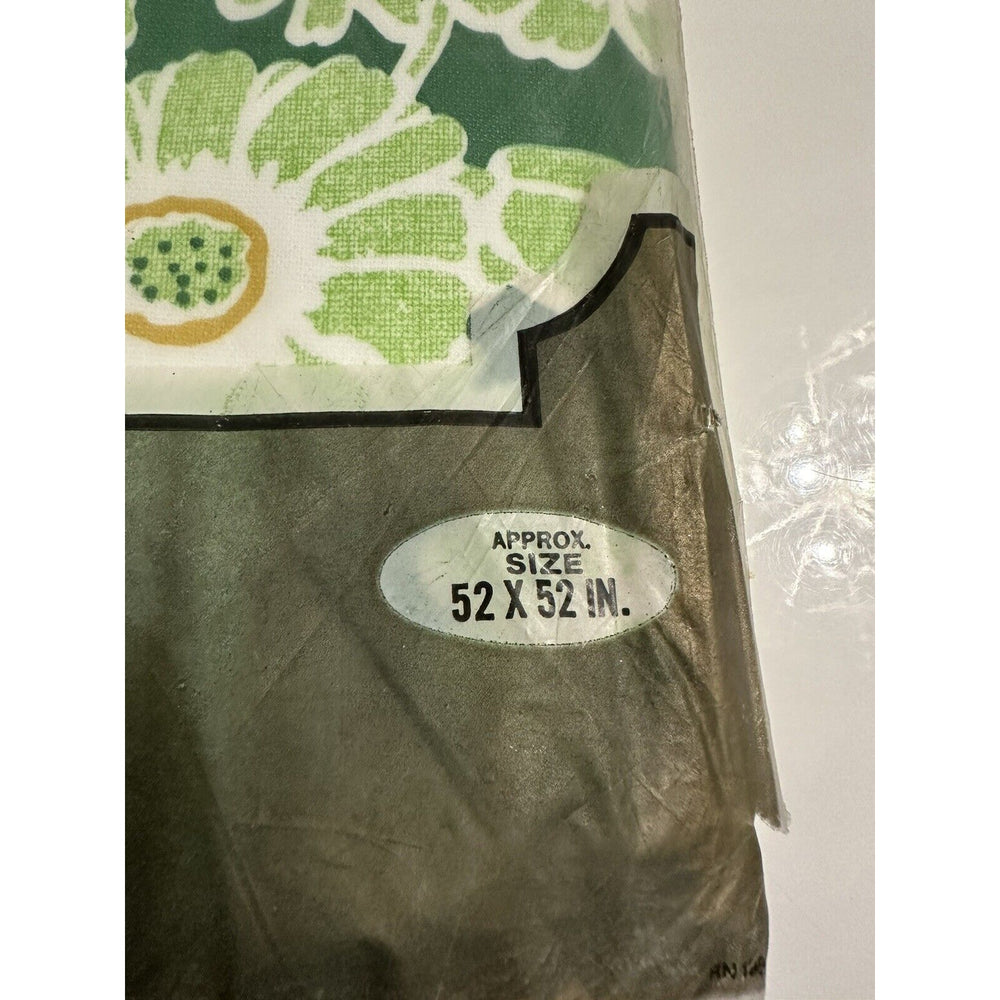 APPROX.
SIZE
52 X 52 IN.